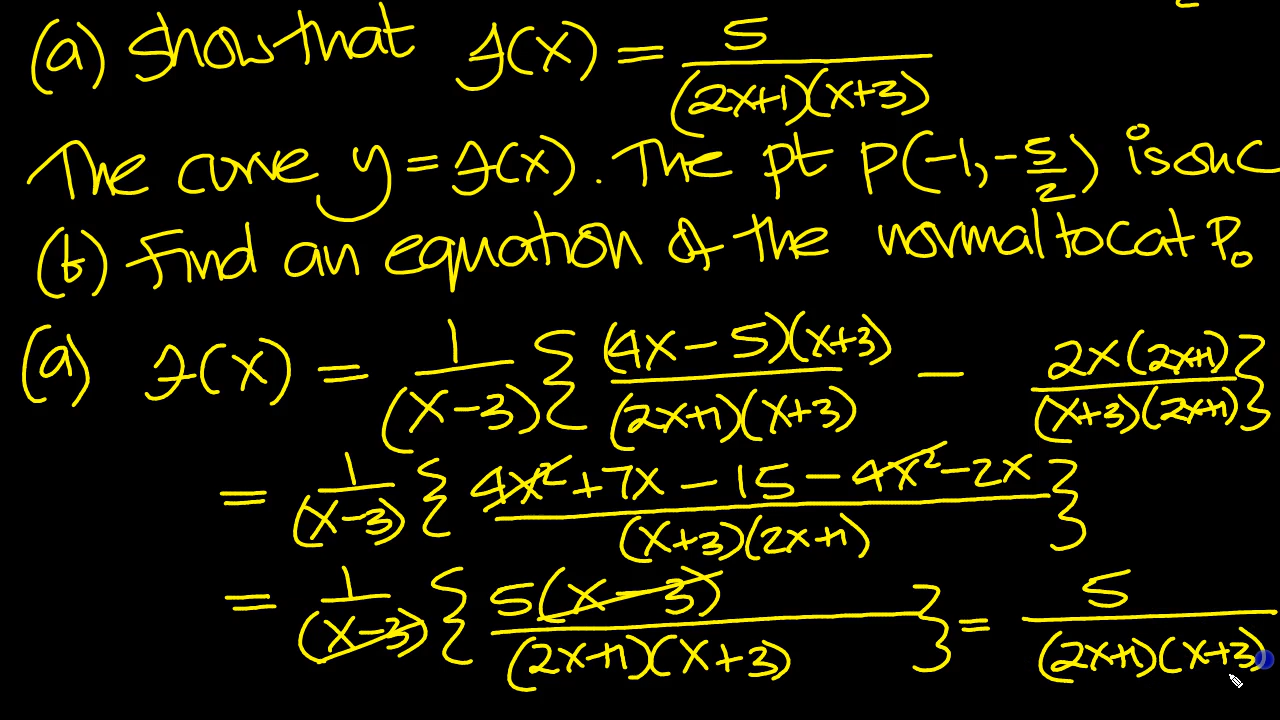 (a) Show that f(x) = 5/((2x+1)(x+3))
The curve y = f(x). The pt P(-1, -5/2) is on C
(b) Find an equation of the normal to C at P.
(a) f(x) = 1/(x-3) { (4x-5)(x+3)/((2x+1)(x+3)) - 2x(2x+1)/((x+3)(2x+1)) }
= 1/(x-3) { (4x²+7x-15-4x²-2x)/((x+3)(2x+1)) }
= 1/(x-3) { 5(x-3)/((2x+1)(x+3)) } = 5/((2x+1)(x+3))